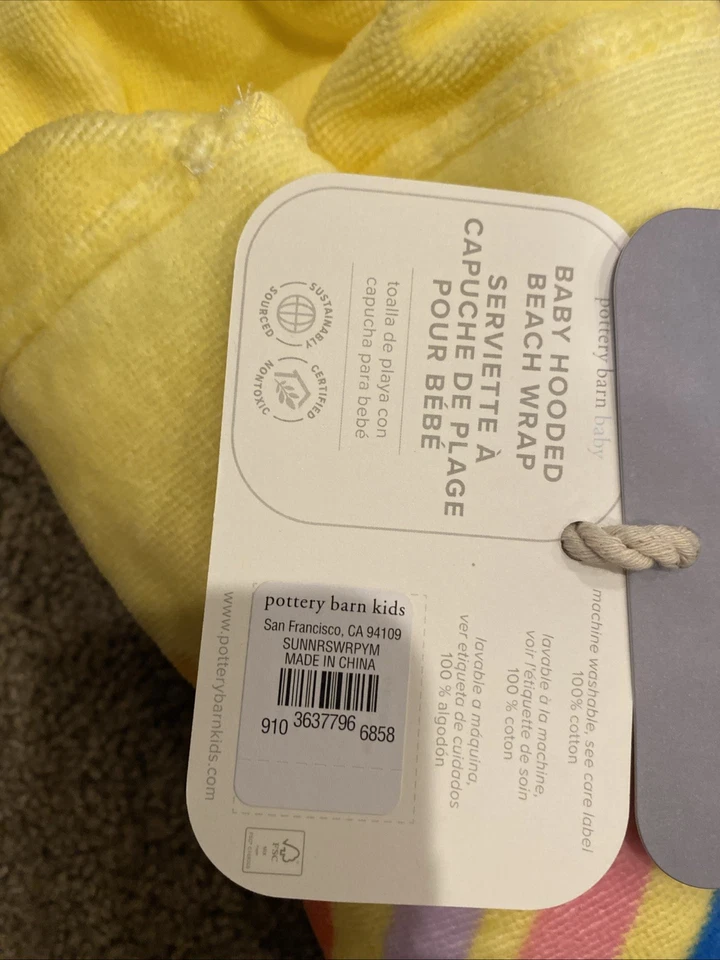 pottery barn baby
BABY HOODED
BEACH WRAP
SERVIETTE À
CAPUCHE DE PLAGE
POUR BÉBÉ
toalla de playa con
capucha para bebé
SUSTAINABLY
SOURCED
CERTIFIED
NONTOXIC
machine washable, see care label
100% cotton
lavable à la machine,
voir l'étiquette de soin
100 % coton
lavable a máquina,
ver etiqueta de cuidados
100 % algodón
pottery barn kids
San Francisco, CA 94109
SUNNRSWRPYM
MADE IN CHINA
910 3637796 6858
www.potterybarnkids.com
FSC
MIX